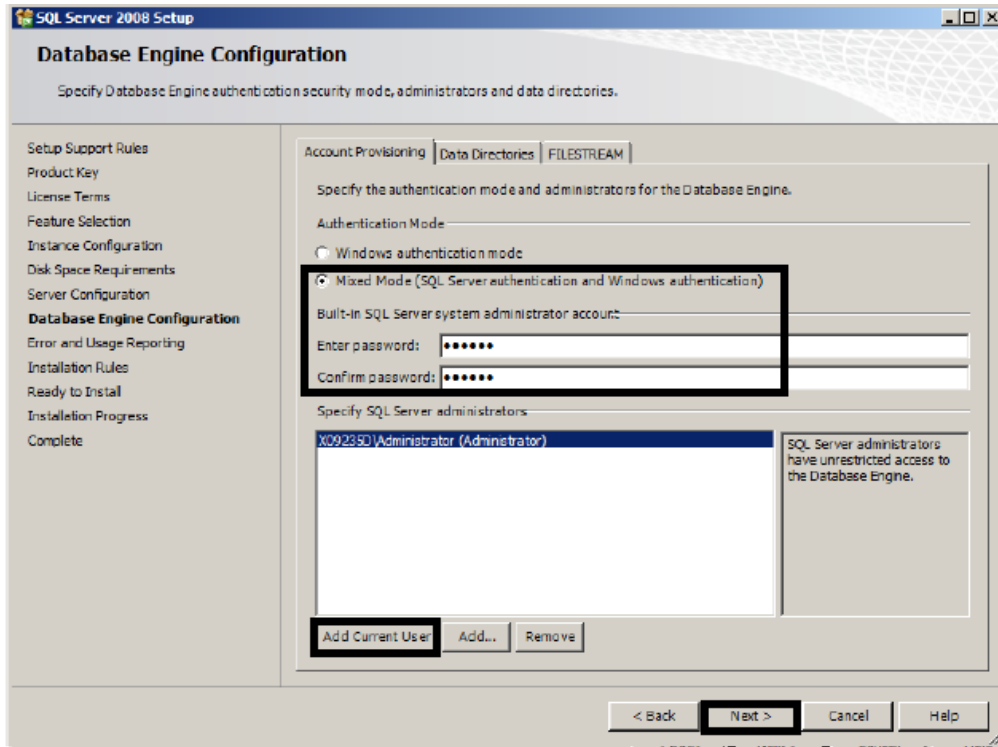 SQL Server 2008 Setup
Database Engine Configuration
Specify Database Engine authentication security mode, administrators and data directories.
Setup Support Rules
Product Key
License Terms
Feature Selection
Instance Configuration
Disk Space Requirements
Server Configuration
Database Engine Configuration
Error and Usage Reporting
Installation Rules
Ready to Install
Installation Progress
Complete
Account Provisioning Data Directories FILESTREAM
Specify the authentication mode and administrators for the Database Engine.
Authentication Mode
Windows authentication mode
Mixed Mode (SQL Server authentication and Windows authentication)
Built-in SQL Server system administrator account
Enter password: ●●●●●●
Confirm password: ●●●●●●
Specify SQL Server administrators
X0923SD\Administrator (Administrator)
SQL Server administrators
have unrestricted access to
the Database Engine.
Add Current User Add... Remove
< Back Next > Cancel Help